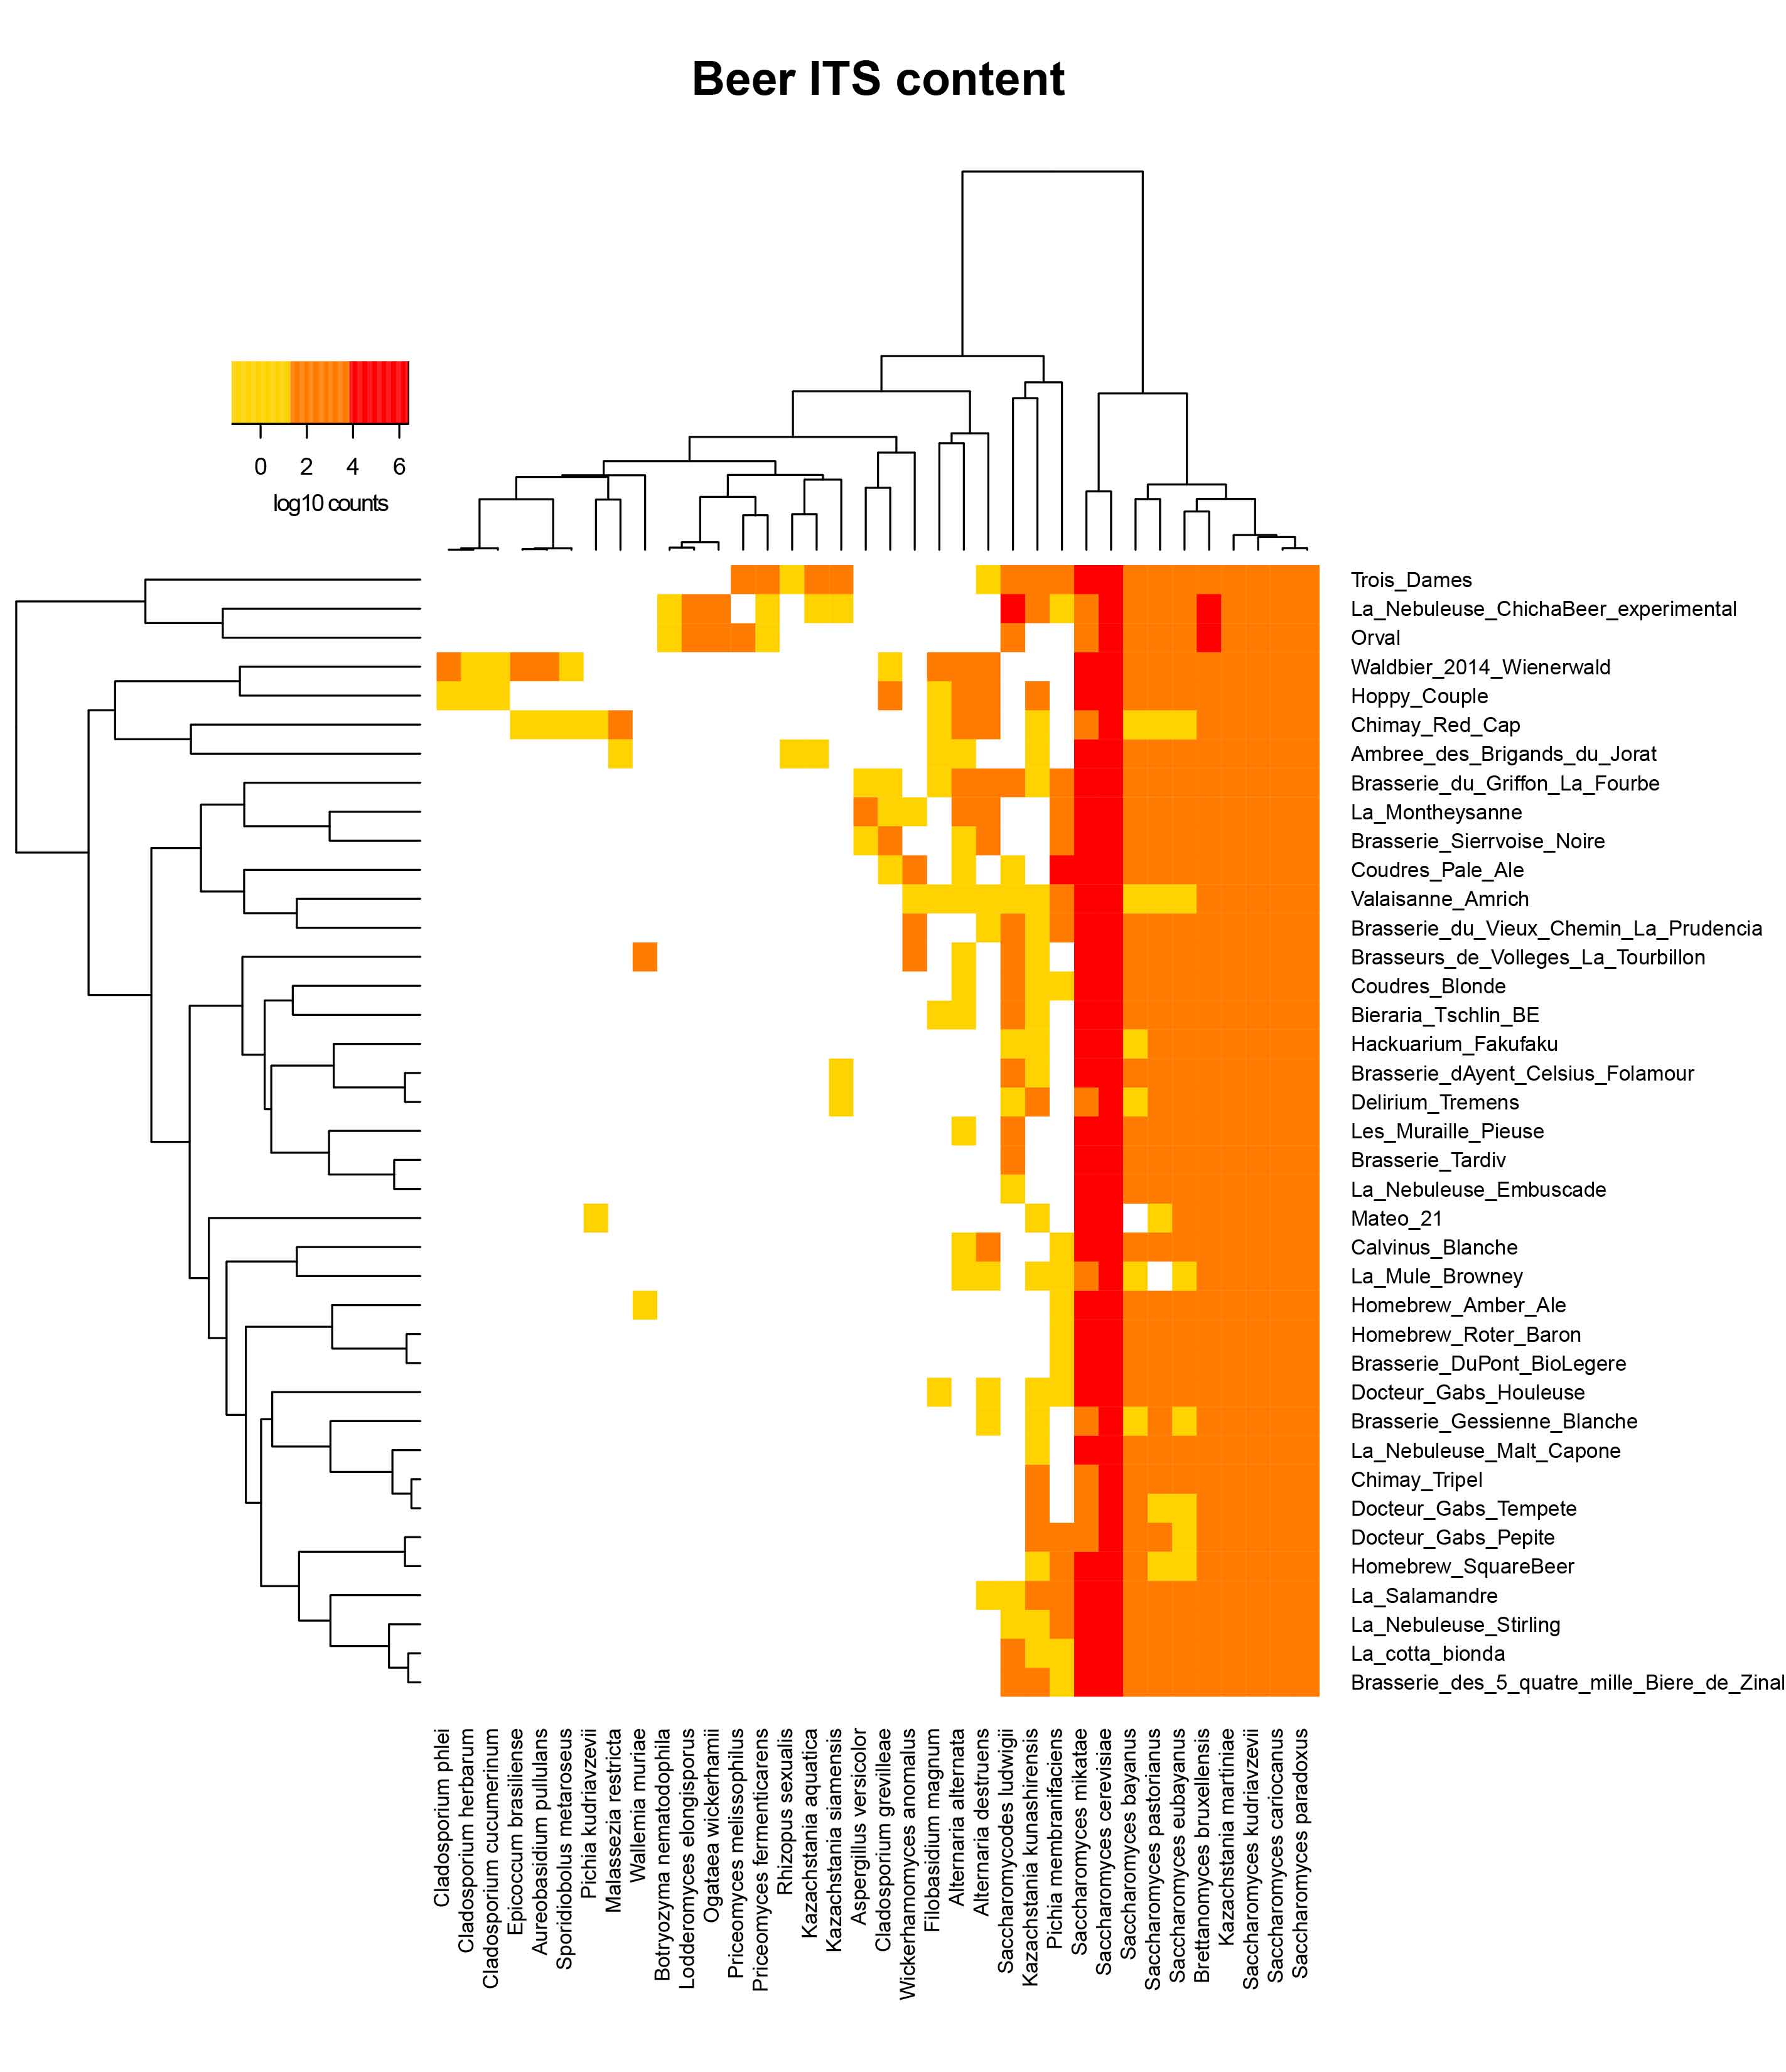 Beer ITS content
0 2 4 6
log10 counts
Trois_Dames
La_Nebuleuse_ChichaBeer_experimental
Orval
Waldbier_2014_Wienerwald
Hoppy_Couple
Chimay_Red_Cap
Ambree_des_Brigands_du_Jorat
Brasserie_du_Griffon_La_Fourbe
La_Montheysanne
Brasserie_Sierrvoise_Noire
Coudres_Pale_Ale
Valaisanne_Amrich
Brasserie_du_Vieux_Chemin_La_Prudencia
Brasseurs_de_Volleges_La_Tourbillon
Coudres_Blonde
Bieraria_Tschlin_BE
Hackuarium_Fakufaku
Brasserie_dAyent_Celsius_Folamour
Delirium_Tremens
Les_Muraille_Pieuse
Brasserie_Tardiv
La_Nebuleuse_Embuscade
Mateo_21
Calvinus_Blanche
La_Mule_Browney
Homebrew_Amber_Ale
Homebrew_Roter_Baron
Brasserie_DuPont_BioLegere
Docteur_Gabs_Houleuse
Brasserie_Gessienne_Blanche
La_Nebuleuse_Malt_Capone
Chimay_Tripel
Docteur_Gabs_Tempete
Docteur_Gabs_Pepite
Homebrew_SquareBeer
La_Salamandre
La_Nebuleuse_Stirling
La_cotta_bionda
Brasserie_des_5_quatre_mille_Biere_de_Zinal
Cladosporium phlei
Cladosporium herbarum
Cladosporium cucumerinum
Epicoccum brasiliense
Aureobasidium pullulans
Sporidiobolus metaroseus
Pichia kudriavzevii
Malassezia restricta
Wallemia muriae
Botryozyma nematodophila
Lodderomyces elongisporus
Ogataea wickerhamii
Priceomyces melissophilus
Priceomyces fermenticarens
Rhizopus sexualis
Kazachstania aquatica
Kazachstania siamensis
Aspergillus versicolor
Cladosporium grevilleae
Wickerhamomyces anomalus
Filobasidium magnum
Alternaria alternata
Alternaria destruens
Saccharomycodes ludwigii
Kazachstania kunashirensis
Pichia membranifaciens
Saccharomyces mikatae
Saccharomyces cerevisiae
Saccharomyces bayanus
Saccharomyces pastorianus
Saccharomyces eubayanus
Brettanomyces bruxellensis
Kazachstania martiniae
Saccharomyces kudriavzevii
Saccharomyces cariocanus
Saccharomyces paradoxus